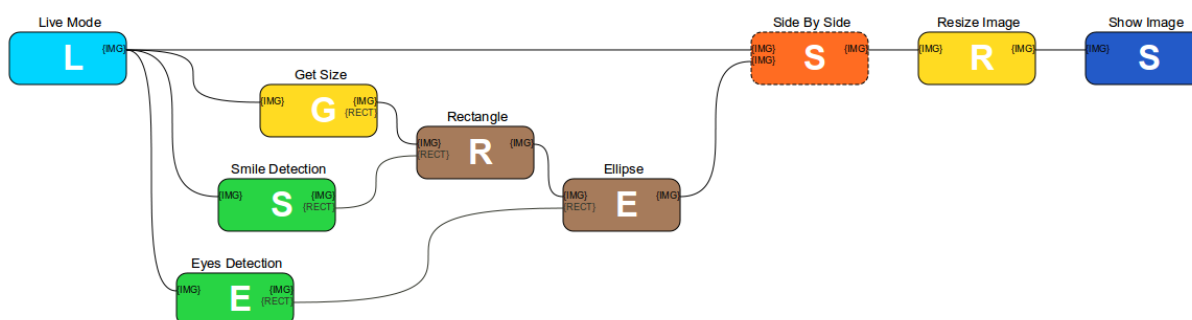 Live Mode
L
{IMG}
Get Size
{IMG}
G
{IMG}
{RECT}
Smile Detection
{IMG}
S
{IMG}
{RECT}
Eyes Detection
{IMG}
E
{IMG}
{RECT}
Rectangle
{IMG}
{RECT}
R
{IMG}
Ellipse
{IMG}
{RECT}
E
{IMG}
Side By Side
{IMG}
{IMG}
S
{IMG}
Resize Image
{IMG}
R
{IMG}
Show Image
{IMG}
S